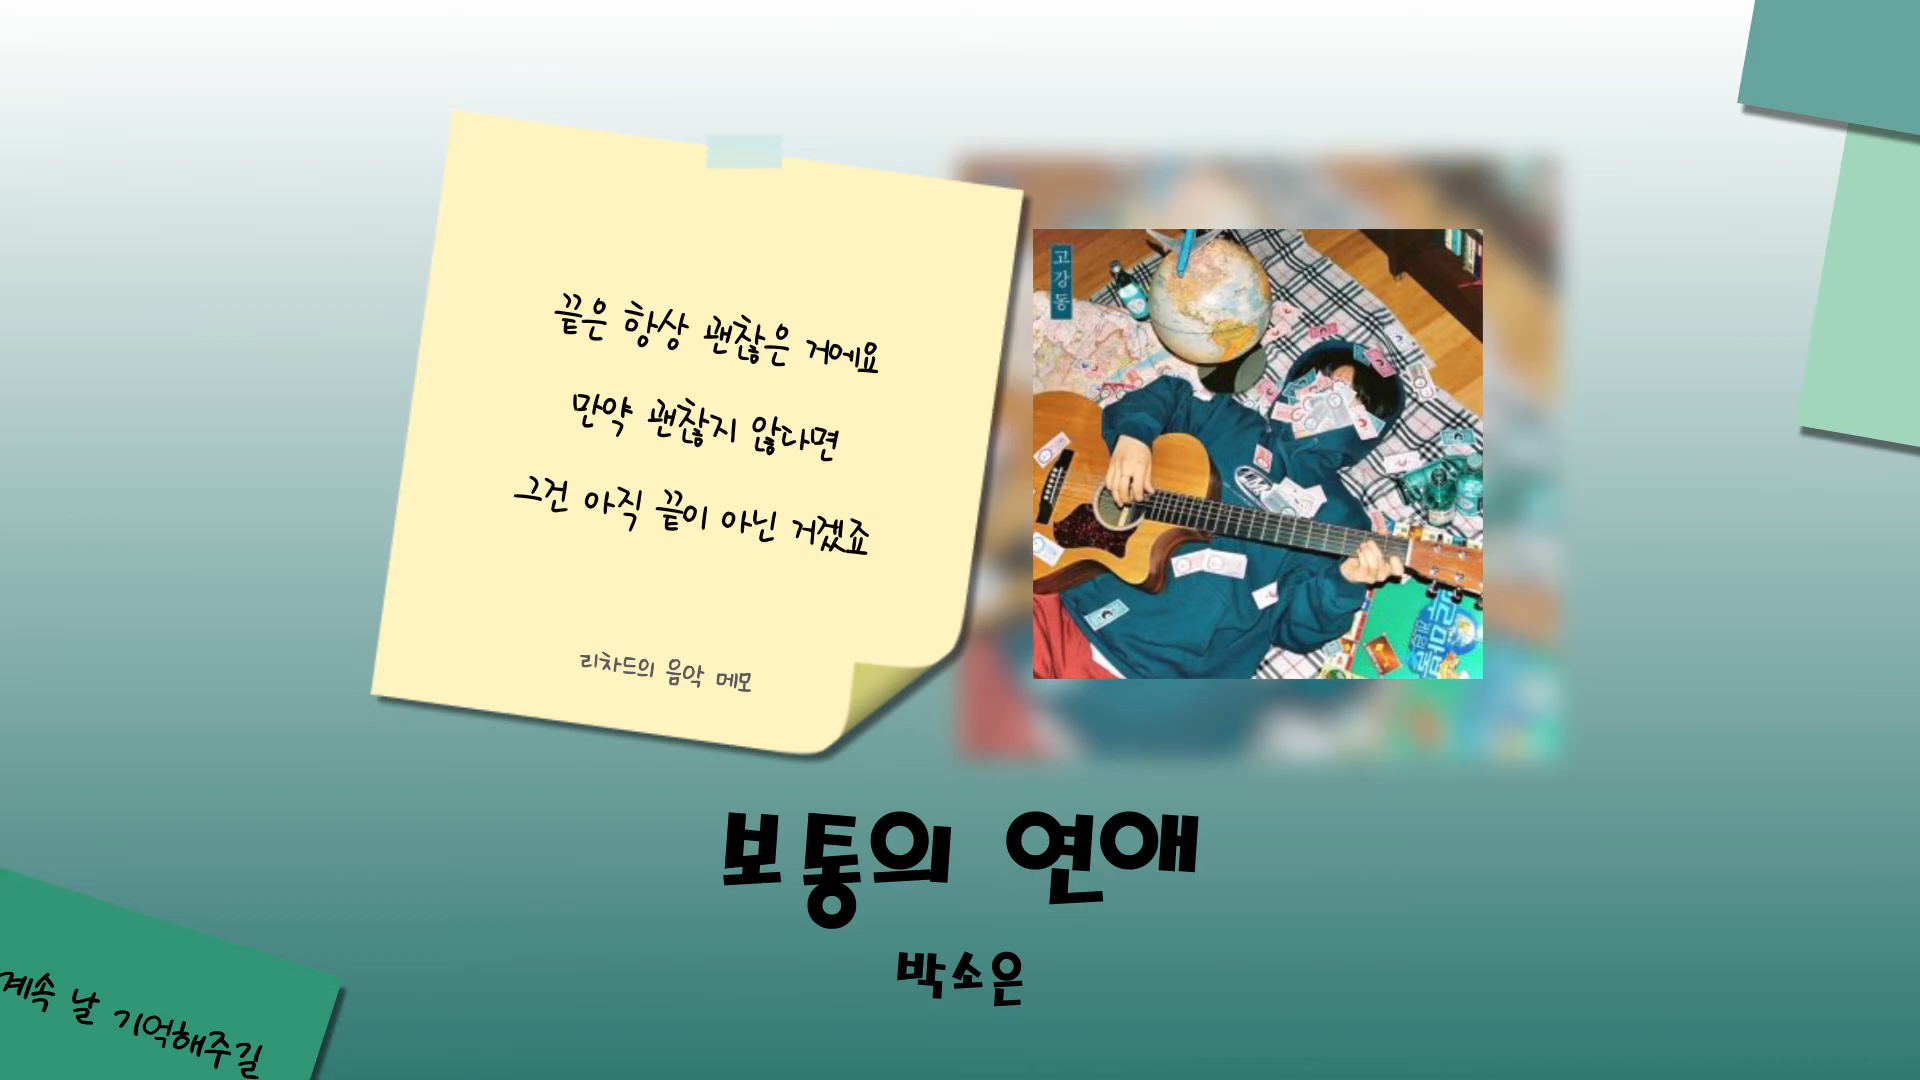 끝은 항상 괜찮은 거에요
만약 괜찮지 않다면
그건 아직 끝이 아닌 거겠죠
리차드의 음악 메모
고강동
보통의 연애
박소은
계속 날 기억해주길